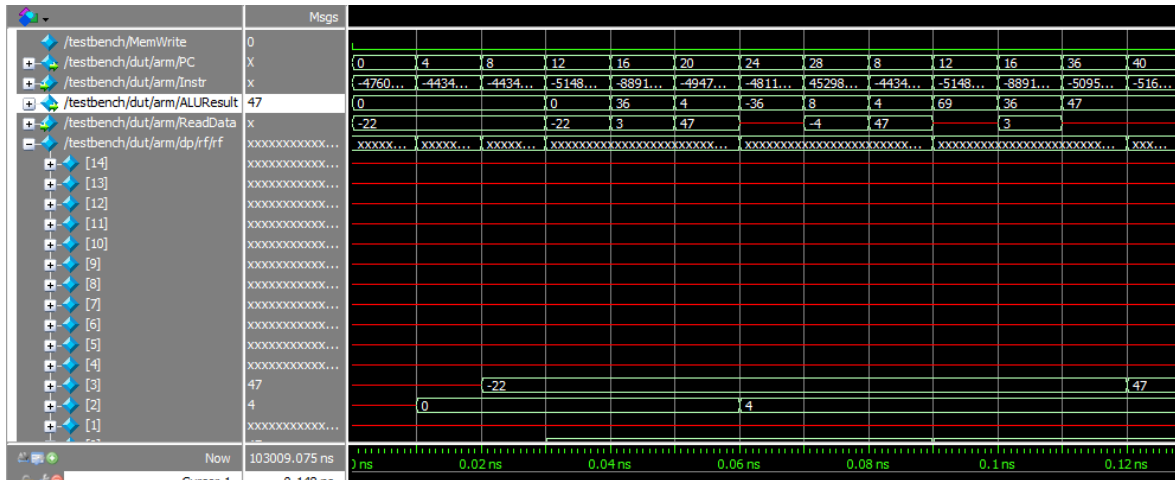 Msgs
/testbench/MemWrite 0
/testbench/dut/arm/PC X 0 4 8 12 16 20 24 28 8 12 16 36 40
/testbench/dut/arm/Instr x -4760... -4434... -4434... -5148... -8891... -4947... -4811... 45298... -4434... -5148... -8891... -5095... -516...
/testbench/dut/arm/ALUResult 47 0 0 36 4 -36 8 4 69 36 47
/testbench/dut/arm/ReadData x -22 -22 3 47 -4 47 3
/testbench/dut/arm/dp/rf/rf xxxxxxxxxxx... xxxxx... xxxxx... xxxxx... xxxxxxxxxxxxxxxxxxxxxxx... xxxxxxxxxxxxxxxxxxxxxxx... xxxxxxxxxxxxxxxxxxxxxxx... xxx...
[14] xxxxxxxxxxx...
[13] xxxxxxxxxxx...
[12] xxxxxxxxxxx...
[11] xxxxxxxxxxx...
[10] xxxxxxxxxxx...
[9] xxxxxxxxxxx...
[8] xxxxxxxxxxx...
[7] xxxxxxxxxxx...
[6] xxxxxxxxxxx...
[5] xxxxxxxxxxx...
[4] xxxxxxxxxxx...
[3] 47 -22 47
[2] 4 0 4
[1] xxxxxxxxxxx...
Now 103009.075 ns ns 0.02 ns 0.04 ns 0.06 ns 0.08 ns 0.1 ns 0.12 ns